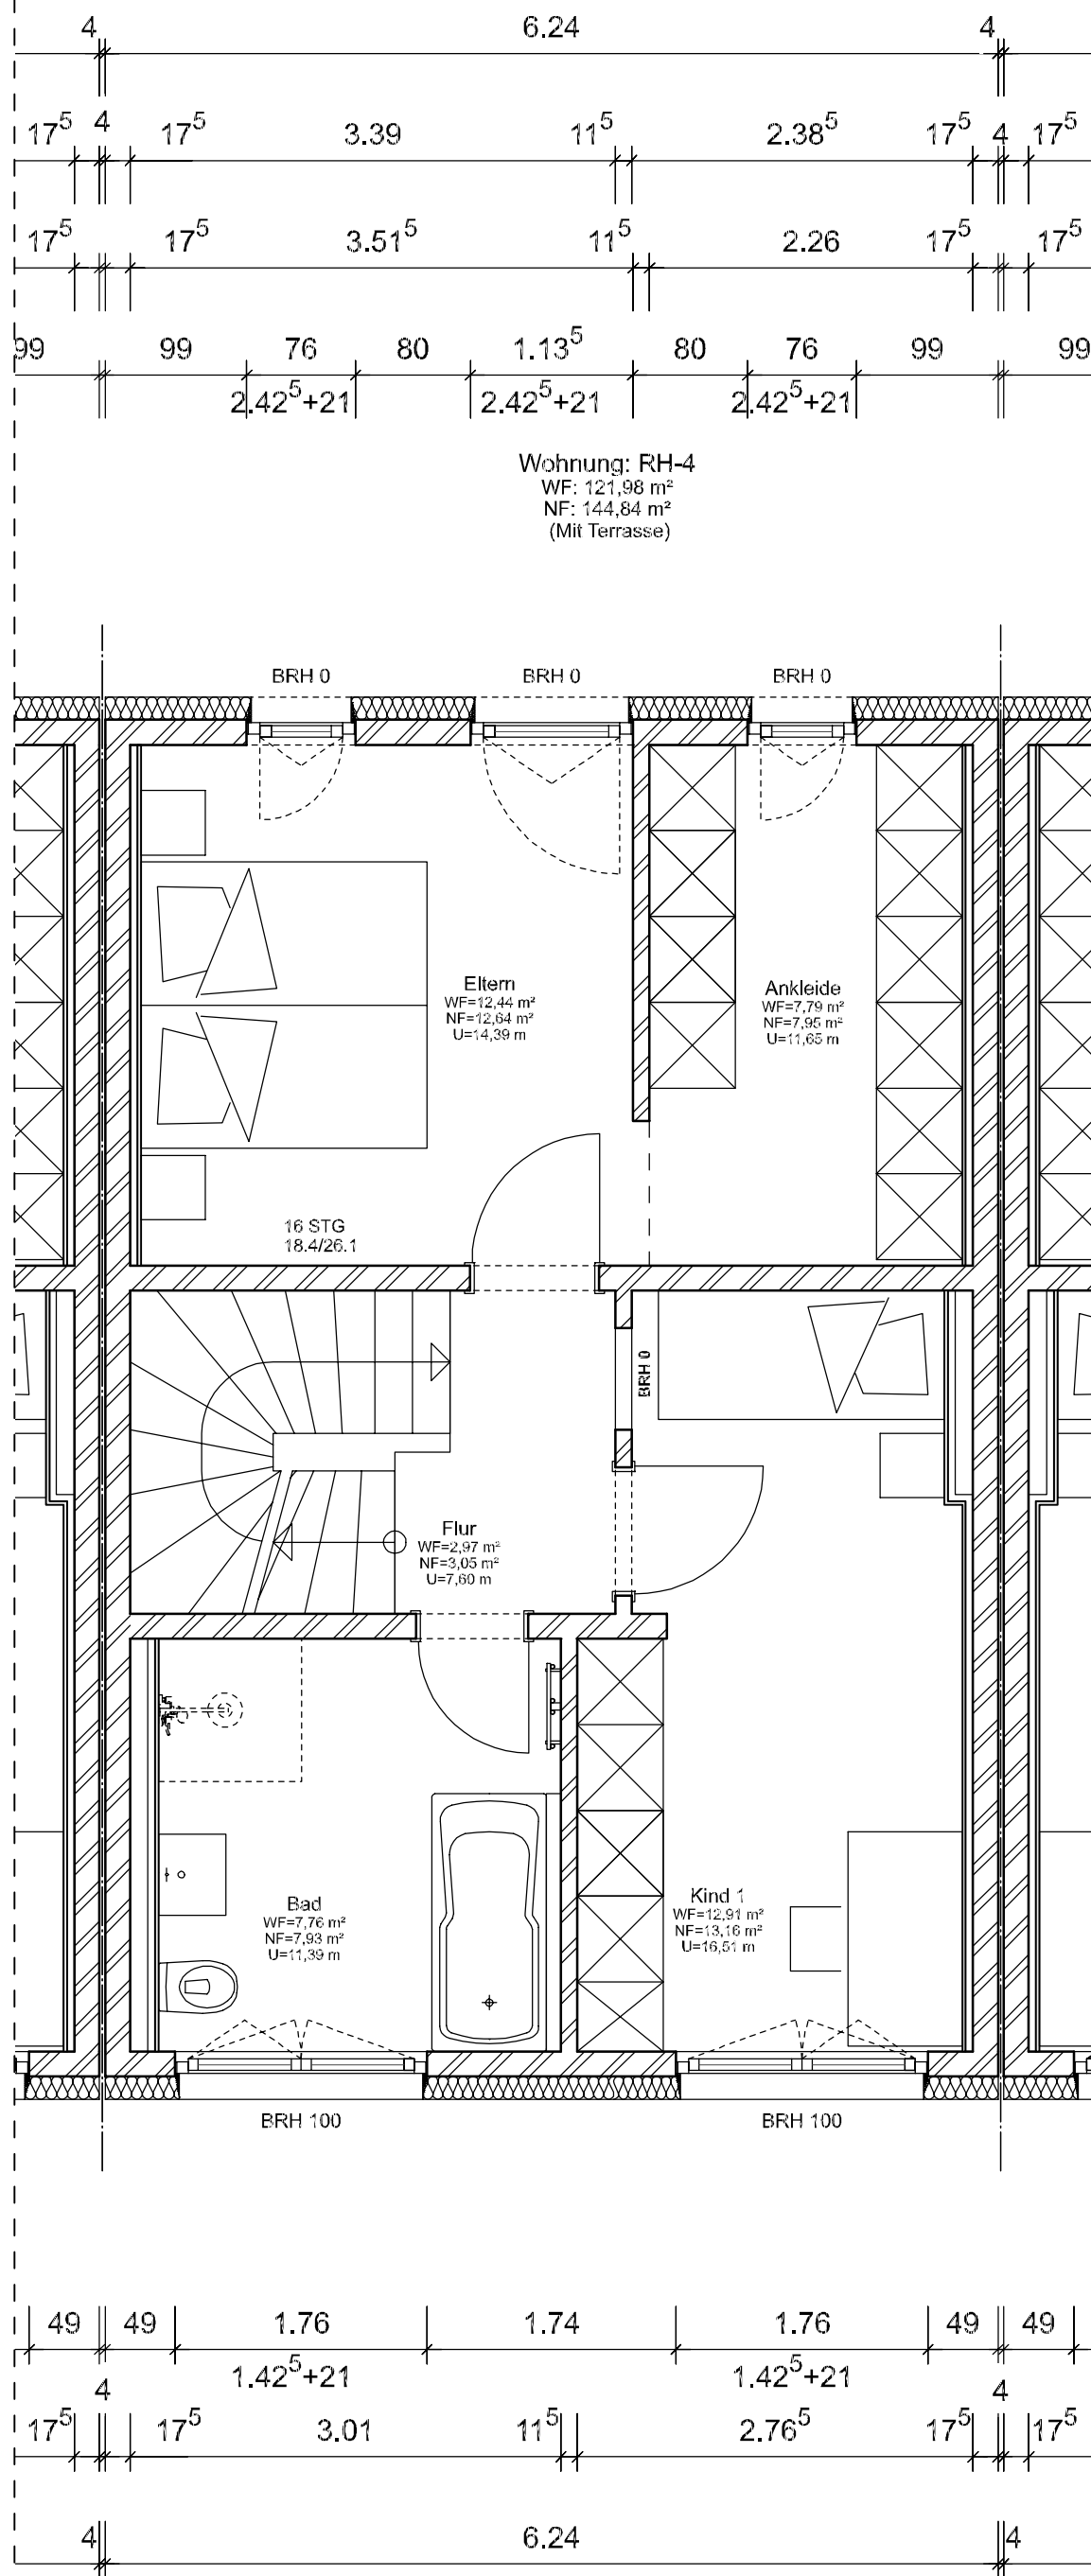 4 6.24 4
17⁵ 4 17⁵ 3.39 11⁵ 2.38⁵ 17⁵ 4 17⁵
17⁵ 17⁵ 3.51⁵ 11⁵ 2.26 17⁵ 17⁵
99 99 76 80 1.13⁵ 80 76 99 99
2.42⁵+21 2.42⁵+21 2.42⁵+21
Wohnung: RH-4
WF: 121,98 m²
NF: 144,84 m²
(Mit Terrasse)
BRH 0 BRH 0 BRH 0
Eltern
WF=12,44 m²
NF=12,64 m²
U=14,39 m
Ankleide
WF=7,79 m²
NF=7,95 m²
U=11,65 m
16 STG
18.4/26.1
BRH 0
Flur
WF=2,97 m²
NF=3,05 m²
U=7,60 m
Bad
WF=7,76 m²
NF=7,93 m²
U=11,39 m
Kind 1
WF=12,91 m²
NF=13,16 m²
U=16,51 m
BRH 100 BRH 100
49 49 1.76 1.74 1.76 49 49
1.42⁵+21 1.42⁵+21
4 4
17⁵ 17⁵ 3.01 11⁵ 2.76⁵ 17⁵ 17⁵
4 6.24 4